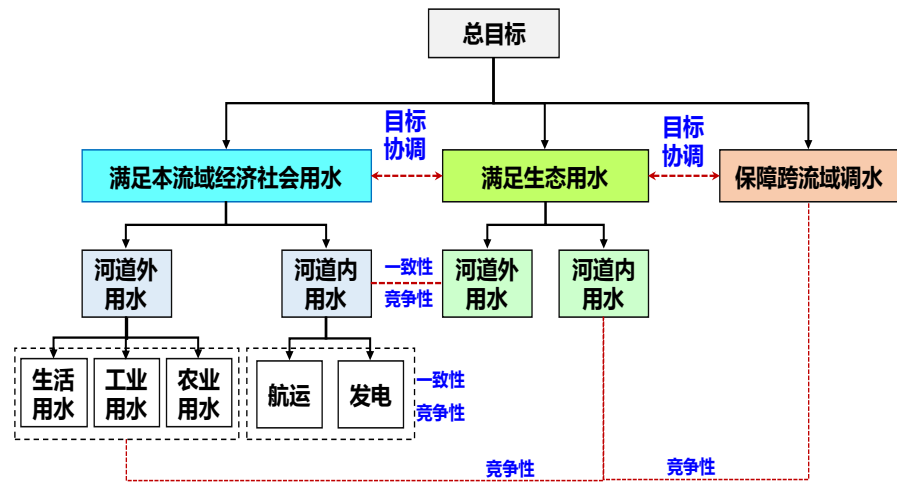 总目标
目标
协调
目标
协调
满足本流域经济社会用水
满足生态用水
保障跨流域调水
河道外
用水
河道内
用水
一致性
竞争性
河道外
用水
河道内
用水
生活
用水
工业
用水
农业
用水
航运
发电
一致性
竞争性
竞争性
竞争性